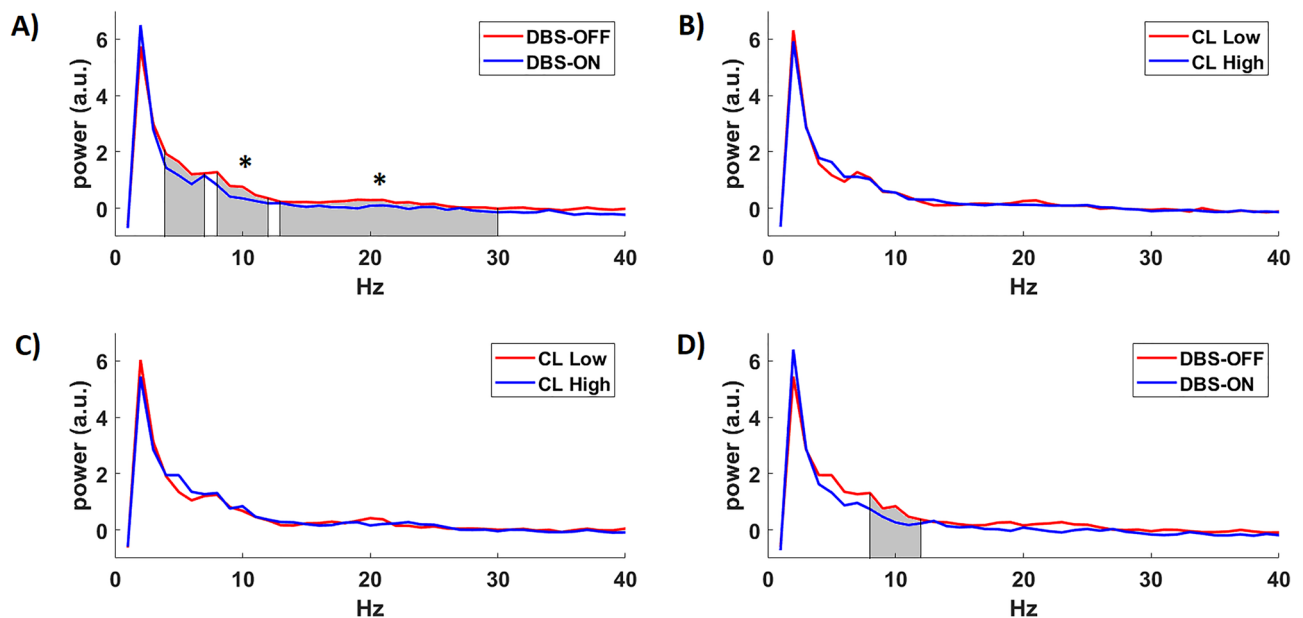 A)
power (a.u.)
6
4
2
0
DBS-OFF
DBS-ON
*
*
0 10 20 30 40
Hz
B)
power (a.u.)
6
4
2
0
CL Low
CL High
0 10 20 30 40
Hz
C)
power (a.u.)
6
4
2
0
CL Low
CL High
0 10 20 30 40
Hz
D)
power (a.u.)
6
4
2
0
DBS-OFF
DBS-ON
0 10 20 30 40
Hz